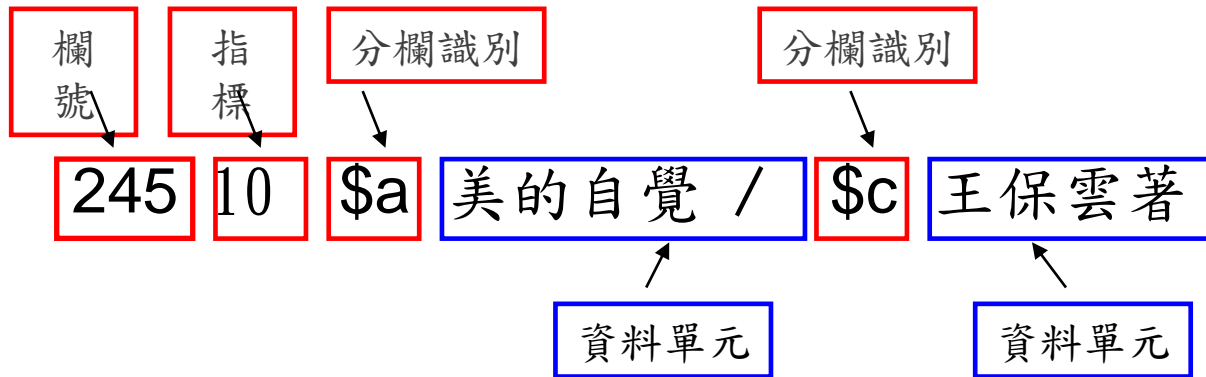 欄
號
指
標
分欄識別
分欄識別
245 10 $a 美的自覺 / $c 王保雲著
資料單元
資料單元